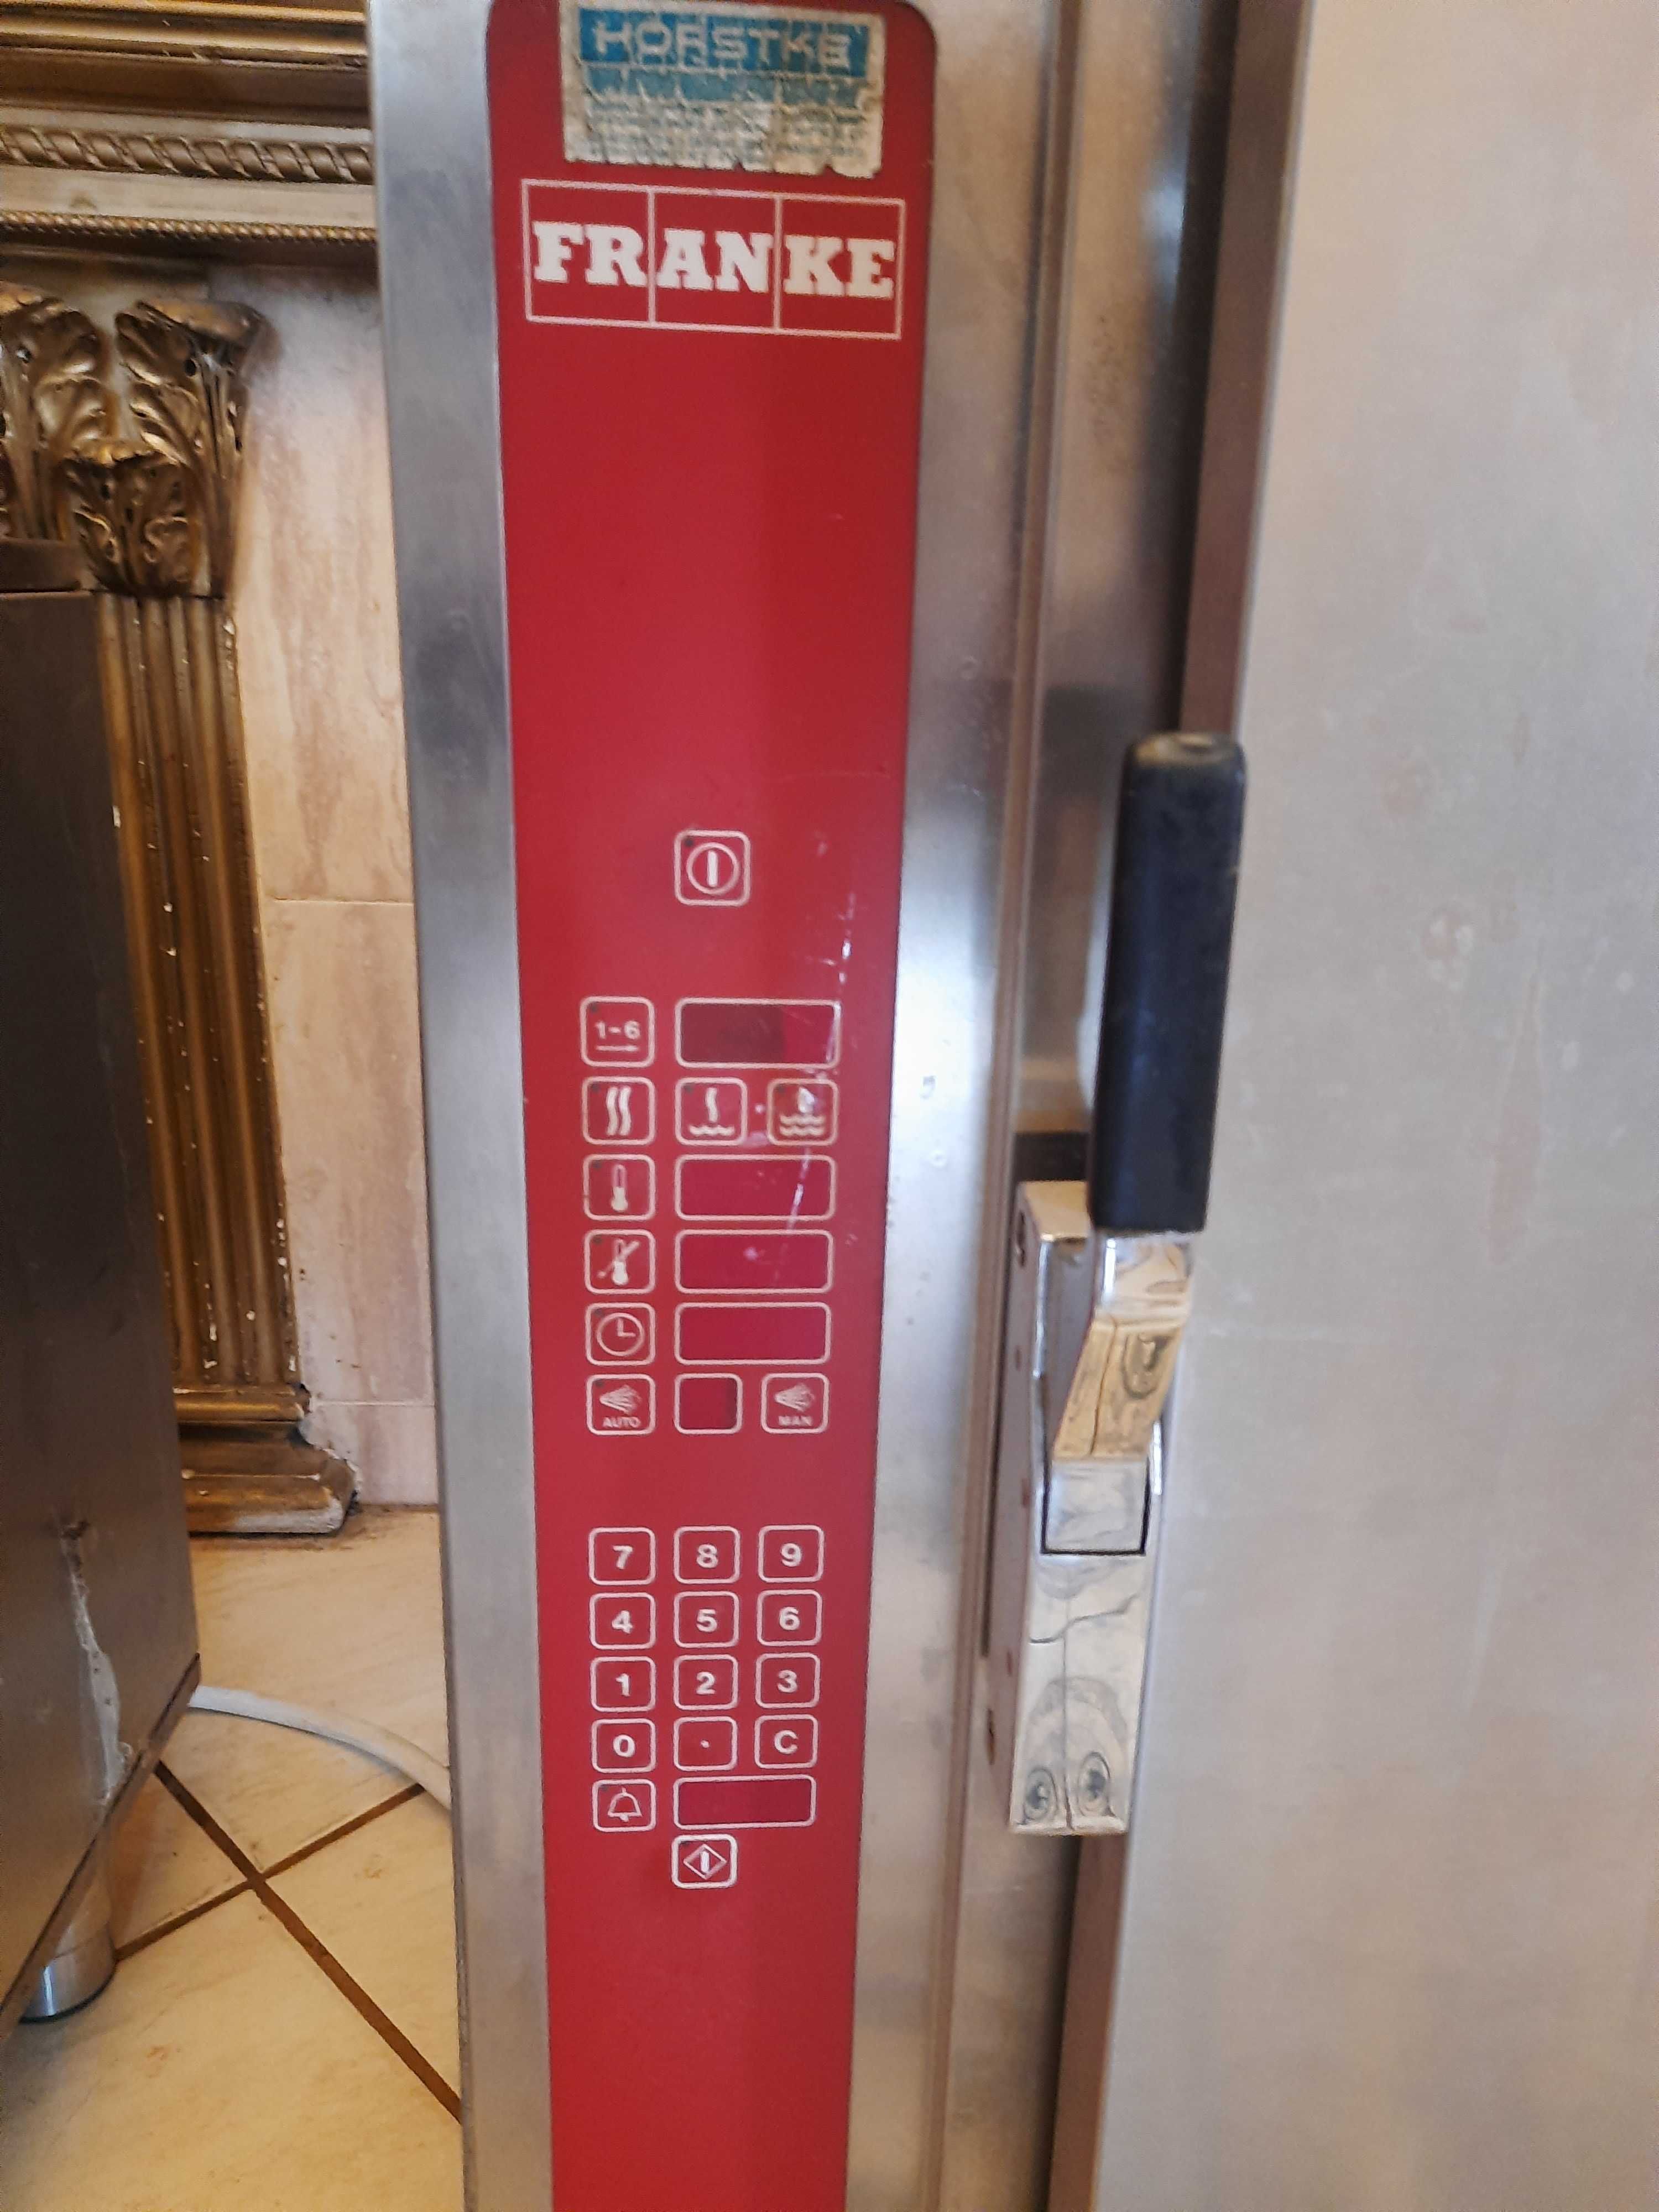 HORSTKE
FRANKE
1-6
AUTO MAN
7 8 9
4 5 6
1 2 3
0 . C